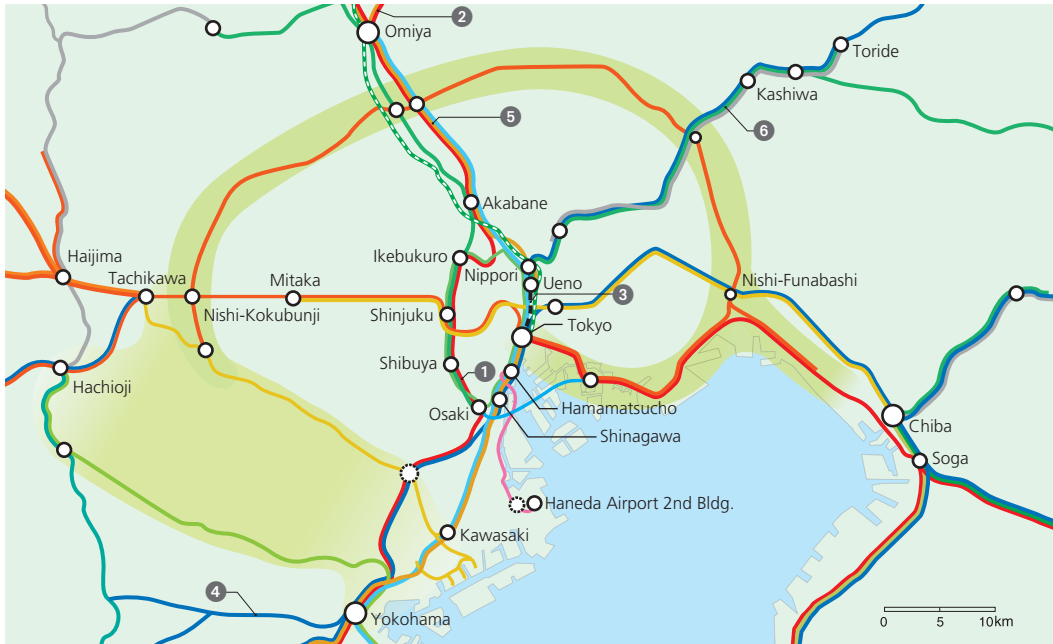 2
Omiya
Toride
Kashiwa
5
6
Akabane
Haijima
Ikebukuro
Nippori
Tachikawa
Mitaka
Ueno
Nishi-Funabashi
3
Nishi-Kokubunji
Shinjuku
Tokyo
Shibuya
1
Hachioji
Osaki
Hamamatsucho
Chiba
Shinagawa
Soga
Haneda Airport 2nd Bldg.
Kawasaki
4
Yokohama
0 5 10km